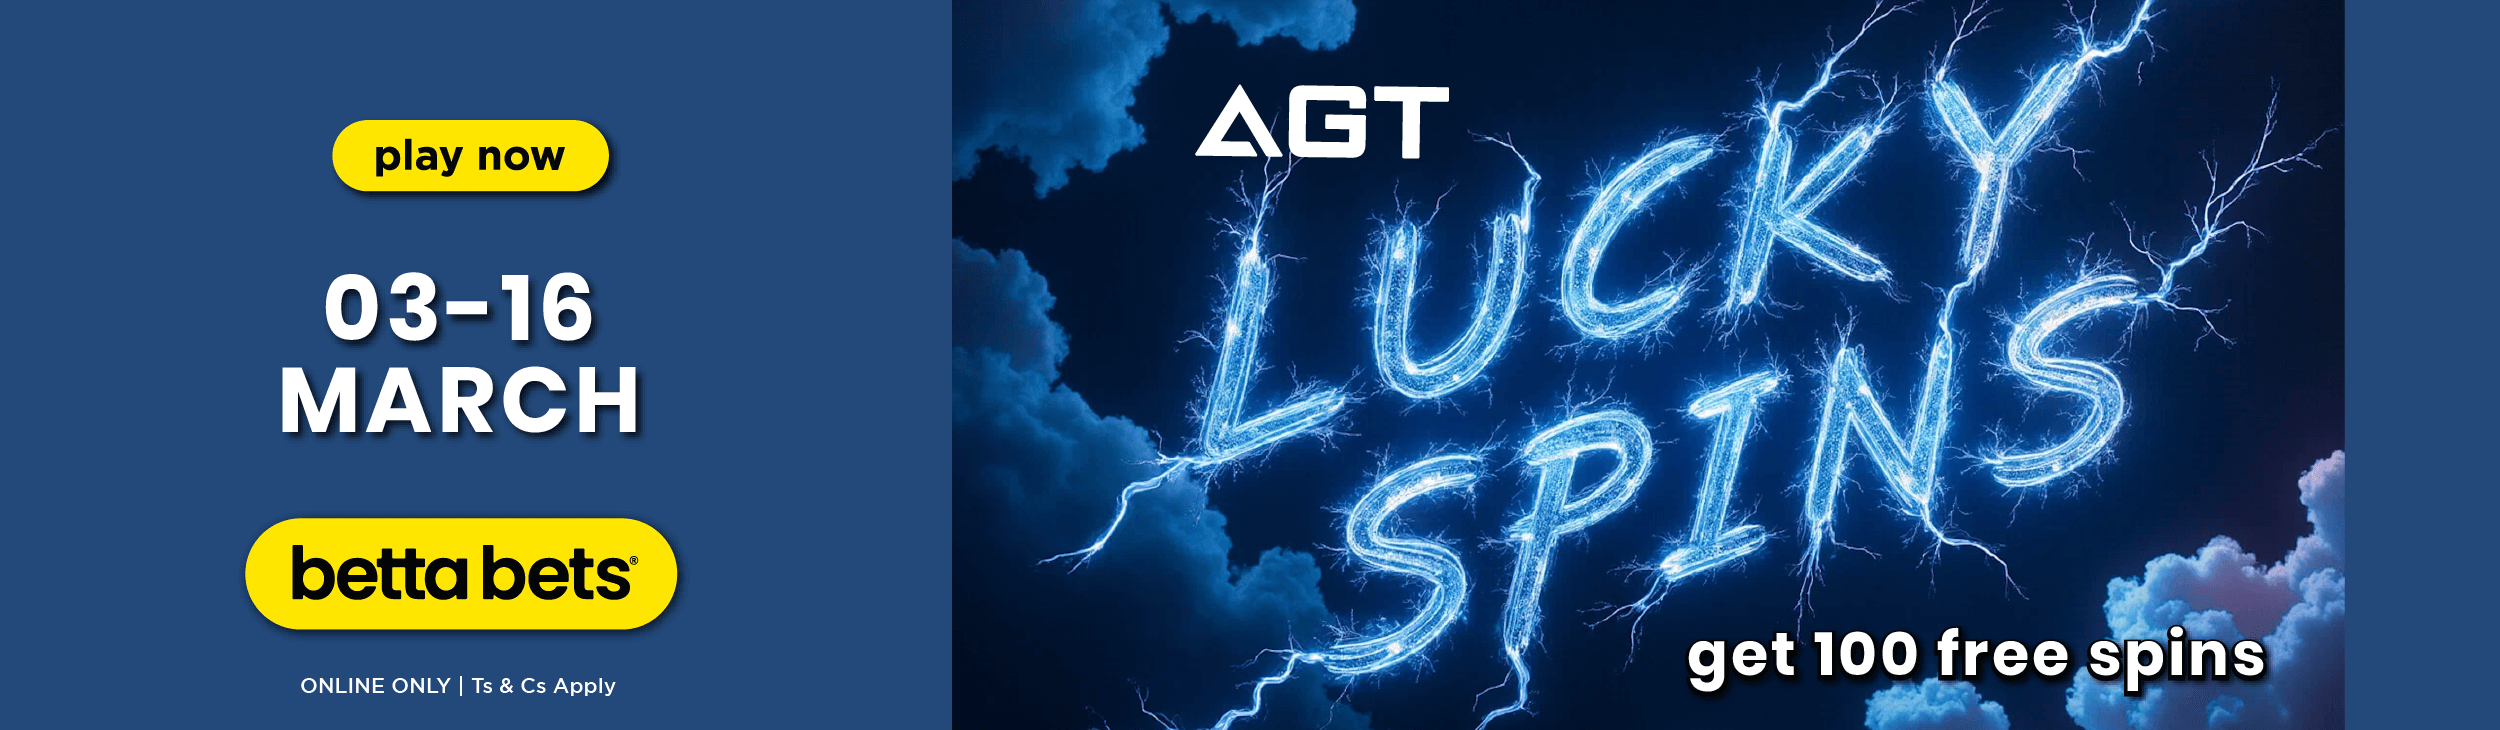 play now
03-16
MARCH
betta bets®
ONLINE ONLY | Ts & Cs Apply
AGT
LUCKY
SPINS
get 100 free spins